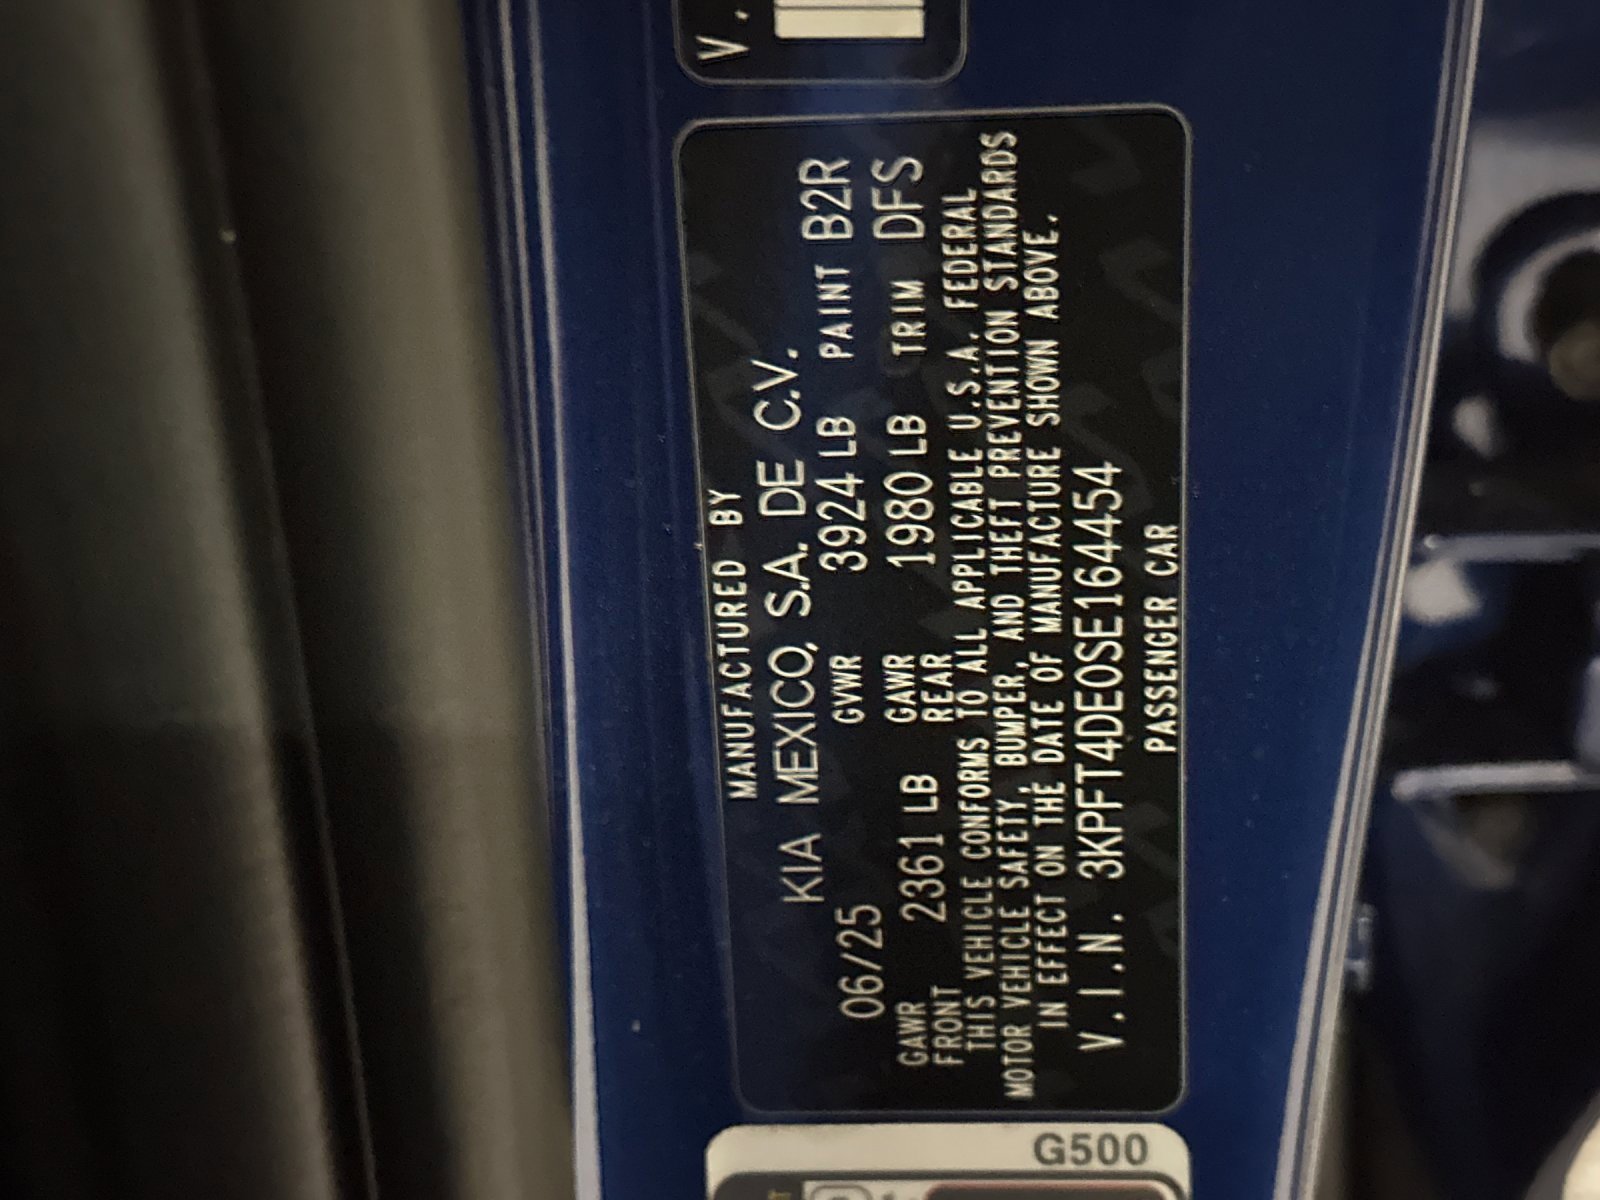 V.
MANUFACTURED BY
KIA MEXICO, S.A. DE C.V.
06/25 GVWR 3924 LB PAINT B2R
GAWR FRONT 2361 LB GAWR REAR 1980 LB TRIM DFS
THIS VEHICLE CONFORMS TO ALL APPLICABLE U.S.A. FEDERAL
MOTOR VEHICLE SAFETY, BUMPER, AND THEFT PREVENTION STANDARDS
IN EFFECT ON THE DATE OF MANUFACTURE SHOWN ABOVE.
V.I.N. 3KPFT4DE0SE164454
PASSENGER CAR
G500